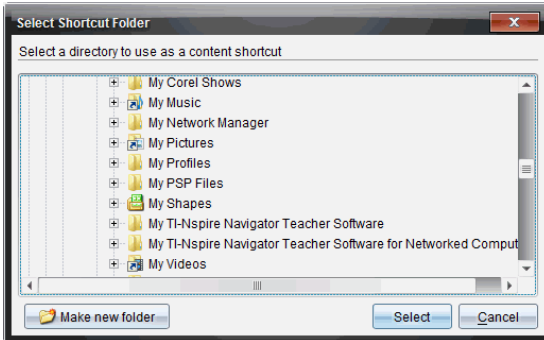 Select Shortcut Folder
Select a directory to use as a content shortcut
My Corel Shows
My Music
My Network Manager
My Pictures
My Profiles
My PSP Files
My Shapes
My TI-Nspire Navigator Teacher Software
My TI-Nspire Navigator Teacher Software for Networked Comput
My Videos
Make new folder
Select
Cancel